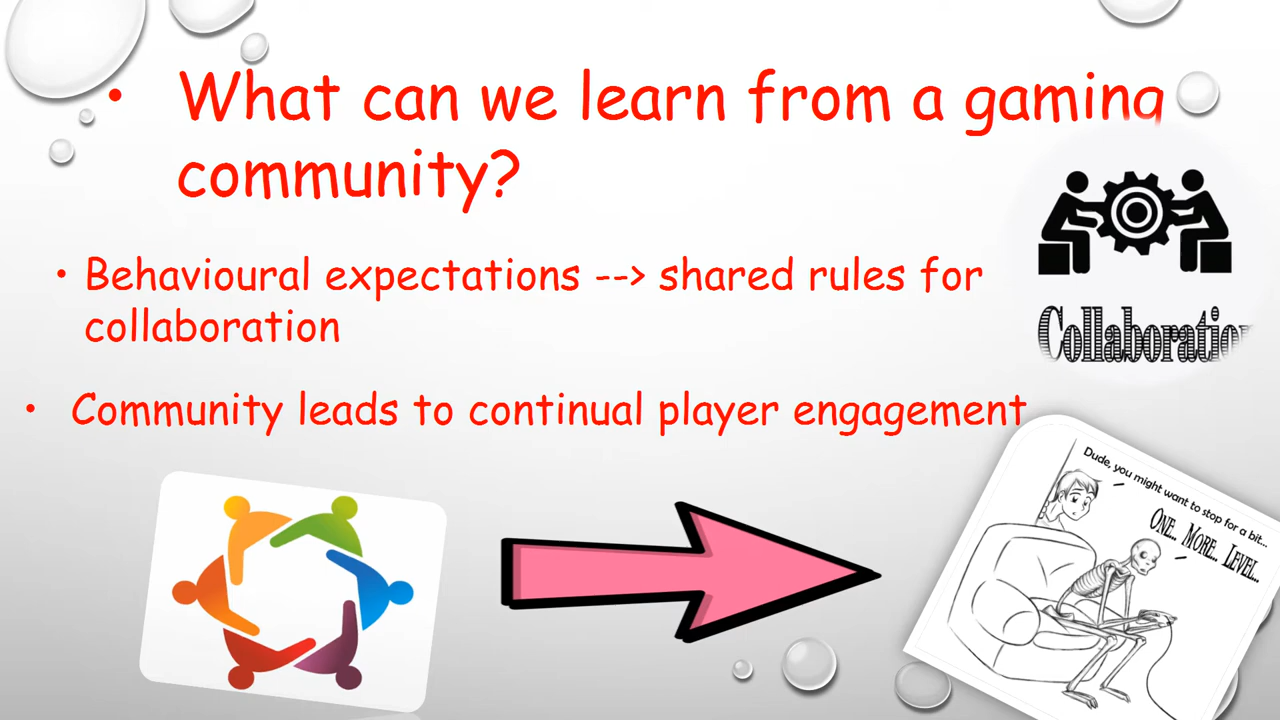 • What can we learn from a gaming
community?
• Behavioural expectations --> shared rules for
collaboration
• Community leads to continual player engagement
Collaboration
Dude, you might want to stop for a bit...
ONE.. MORE.. LEVEL..